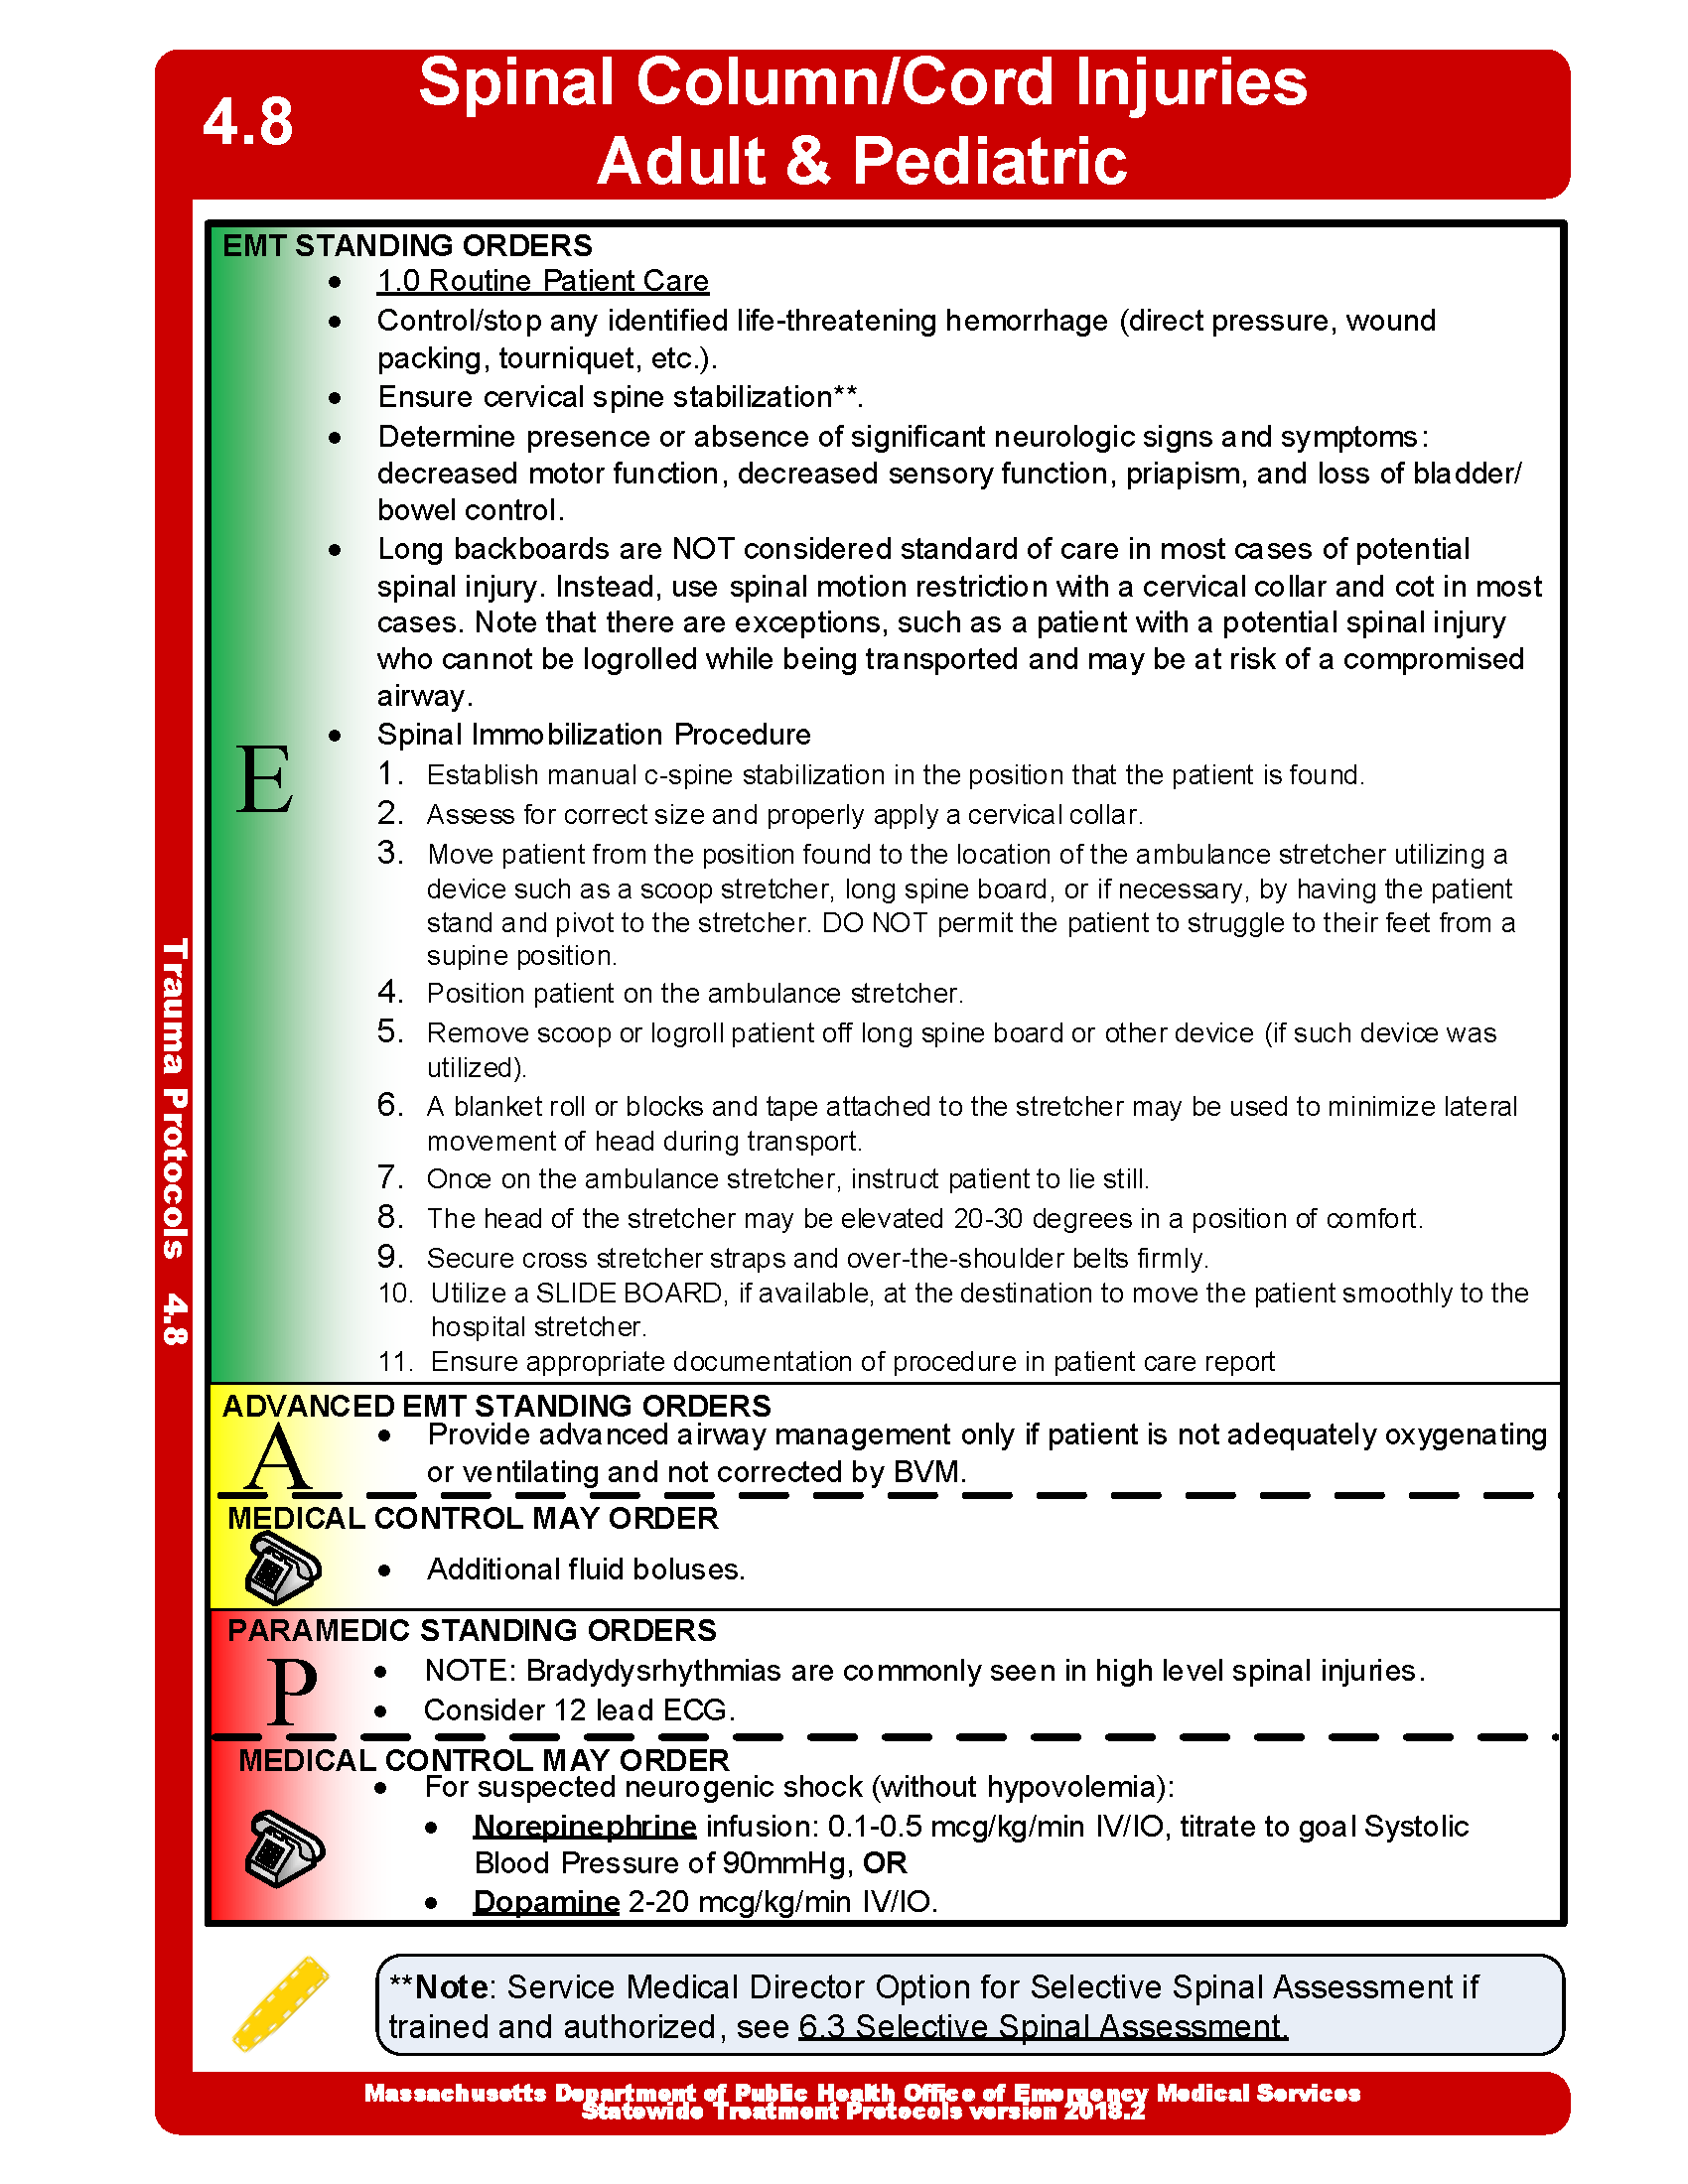 4.8
Spinal Column/Cord Injuries
Adult & Pediatric
EMT STANDING ORDERS
• 1.0 Routine Patient Care
• Control/stop any identified life-threatening hemorrhage (direct pressure, wound
packing, tourniquet, etc.).
• Ensure cervical spine stabilization**.
• Determine presence or absence of significant neurologic signs and symptoms:
decreased motor function, decreased sensory function, priapism, and loss of bladder/
bowel control.
• Long backboards are NOT considered standard of care in most cases of potential
spinal injury. Instead, use spinal motion restriction with a cervical collar and cot in most
cases. Note that there are exceptions, such as a patient with a potential spinal injury
who cannot be logrolled while being transported and may be at risk of a compromised
airway.
• Spinal Immobilization Procedure
E
1. Establish manual c-spine stabilization in the position that the patient is found.
2. Assess for correct size and properly apply a cervical collar.
3. Move patient from the position found to the location of the ambulance stretcher utilizing a
device such as a scoop stretcher, long spine board, or if necessary, by having the patient
stand and pivot to the stretcher. DO NOT permit the patient to struggle to their feet from a
supine position.
4. Position patient on the ambulance stretcher.
5. Remove scoop or logroll patient off long spine board or other device (if such device was
utilized).
6. A blanket roll or blocks and tape attached to the stretcher may be used to minimize lateral
movement of head during transport.
7. Once on the ambulance stretcher, instruct patient to lie still.
8. The head of the stretcher may be elevated 20-30 degrees in a position of comfort.
9. Secure cross stretcher straps and over-the-shoulder belts firmly.
10. Utilize a SLIDE BOARD, if available, at the destination to move the patient smoothly to the
hospital stretcher.
11. Ensure appropriate documentation of procedure in patient care report
Trauma Protocols 4.8
ADVANCED EMT STANDING ORDERS
A
• Provide advanced airway management only if patient is not adequately oxygenating
or ventilating and not corrected by BVM.
MEDICAL CONTROL MAY ORDER
• Additional fluid boluses.
PARAMEDIC STANDING ORDERS
P
• NOTE: Bradydysrhythmias are commonly seen in high level spinal injuries.
• Consider 12 lead ECG.
MEDICAL CONTROL MAY ORDER
• For suspected neurogenic shock (without hypovolemia):
• Norepinephrine infusion: 0.1-0.5 mcg/kg/min IV/IO, titrate to goal Systolic
Blood Pressure of 90mmHg, OR
• Dopamine 2-20 mcg/kg/min IV/IO.
**Note: Service Medical Director Option for Selective Spinal Assessment if
trained and authorized, see 6.3 Selective Spinal Assessment.
Massachusetts Department of Public Health Office of Emergency Medical Services
Statewide Treatment Protocols version 2018.2